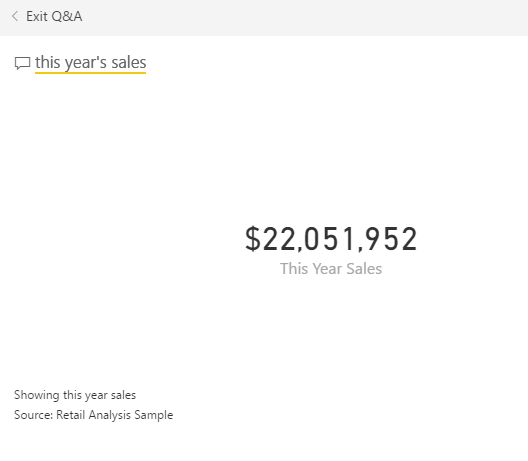 Exit Q&A
this year's sales
$22,051,952
This Year Sales
Showing this year sales
Source: Retail Analysis Sample